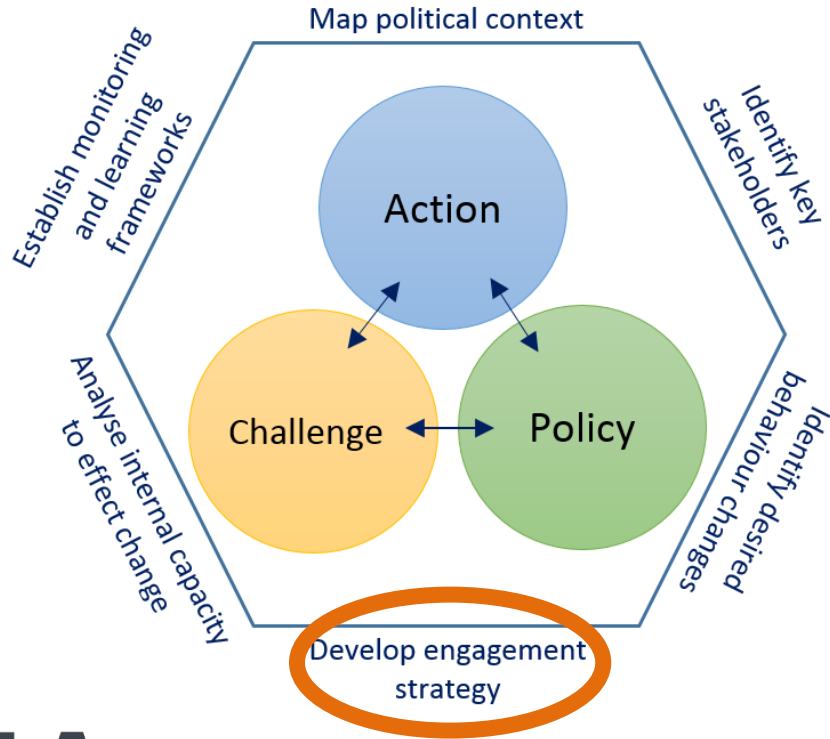 Map political context
Establish monitoring
and learning
frameworks
Identify key
stakeholders
Action
Challenge
Policy
Analyse internal capacity
to effect change
Identify desired
behaviour changes
Develop engagement
strategy